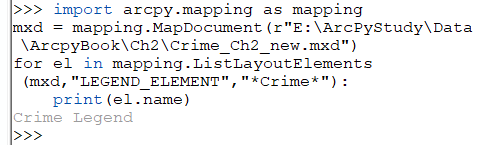 >>> import arcpy.mapping as mapping
mxd = mapping.MapDocument(r"E:\ArcPyStudy\Data
\ArcpyBook\Ch2\Crime_Ch2_new.mxd")
for el in mapping.ListLayoutElements
(mxd,"LEGEND_ELEMENT","*Crime*"):
    print(el.name)
Crime Legend
>>>